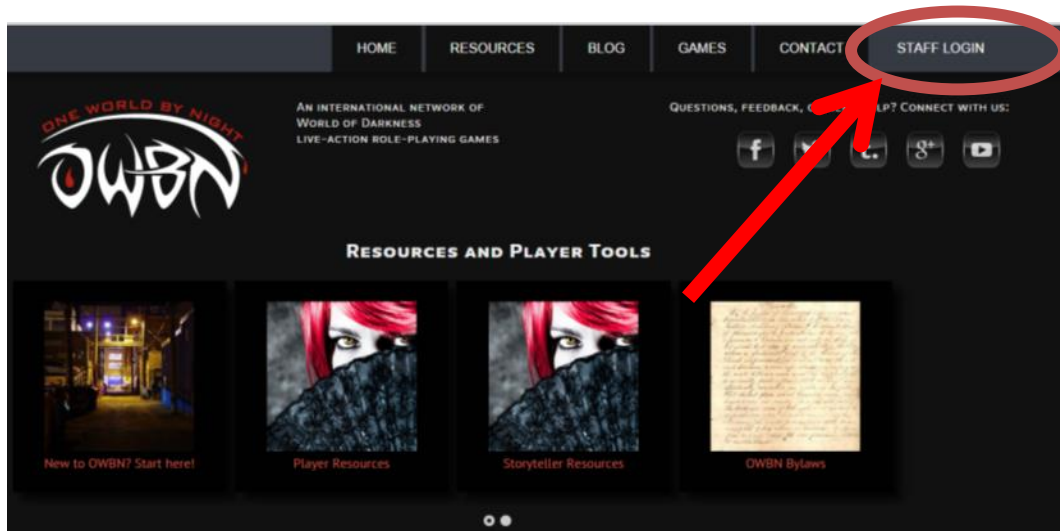 HOME RESOURCES BLOG GAMES CONTACT STAFF LOGIN
ONE WORLD BY NIGHT
OWBN
AN INTERNATIONAL NETWORK OF
WORLD OF DARKNESS
LIVE-ACTION ROLE-PLAYING GAMES
QUESTIONS, FEEDBACK, CONNECT WITH US:
f t. g+
RESOURCES AND PLAYER TOOLS
New to OWBN? Start here!
Player Resources
Storyteller Resources
OWBN Bylaws